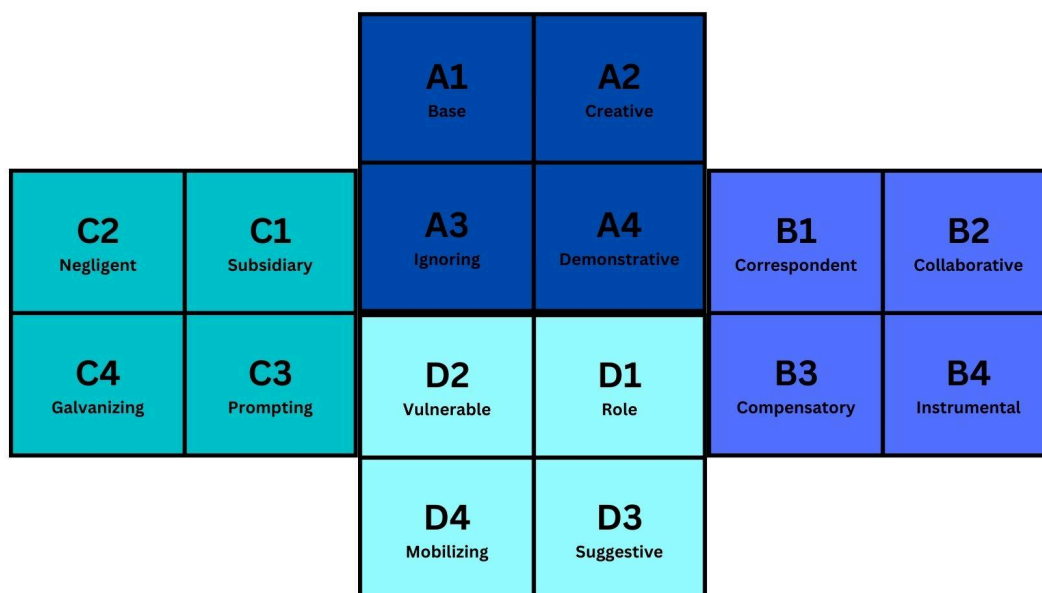 A1
Base
A2
Creative
A3
Ignoring
A4
Demonstrative
C2
Negligent
C1
Subsidiary
C4
Galvanizing
C3
Prompting
B1
Correspondent
B2
Collaborative
B3
Compensatory
B4
Instrumental
D2
Vulnerable
D1
Role
D4
Mobilizing
D3
Suggestive